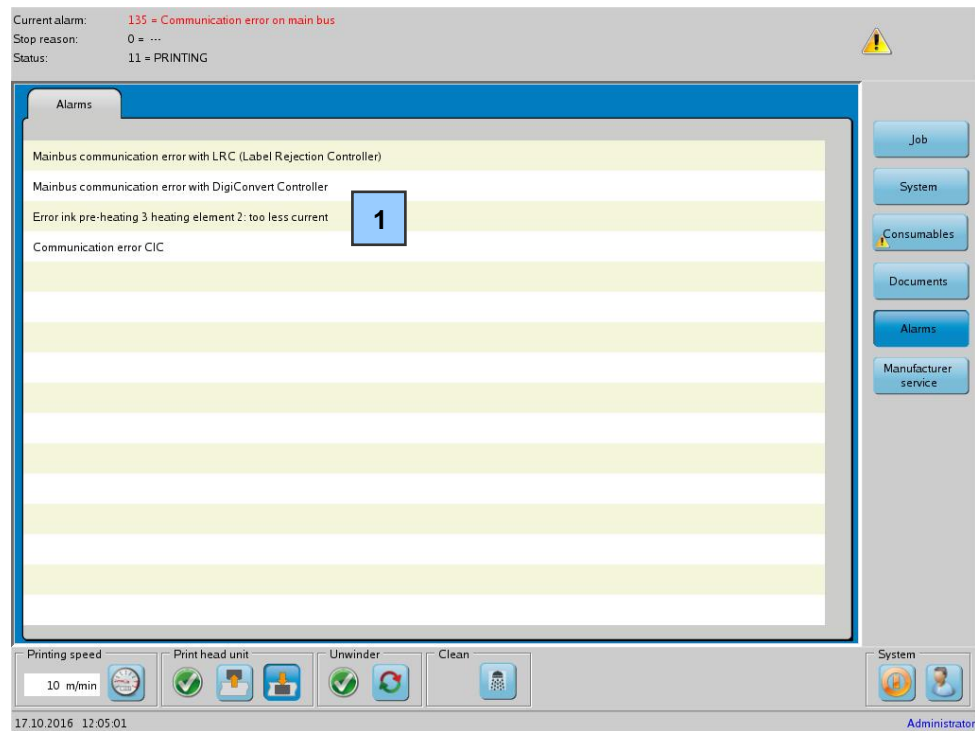 Current alarm: 135 = Communication error on main bus
Stop reason: 0 = ---
Status: 11 = PRINTING
Alarms
Mainbus communication error with LRC (Label Rejection Controller)
Mainbus communication error with DigiConvert Controller
Error ink pre-heating 3 heating element 2: too less current
1
Communication error CIC
Job
System
Consumables
Documents
Alarms
Manufacturer
service
Printing speed
10 m/min
Print head unit
Unwinder
Clean
System
17.10.2016 12:05:01
Administrator